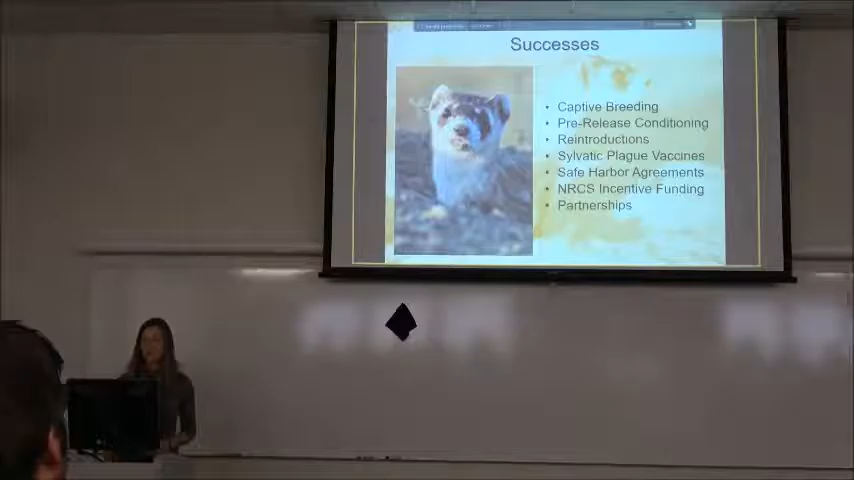 Successes
• Captive Breeding
• Pre-Release Conditioning
• Reintroductions
• Sylvatic Plague Vaccines
• Safe Harbor Agreements
• NRCS Incentive Funding
• Partnerships